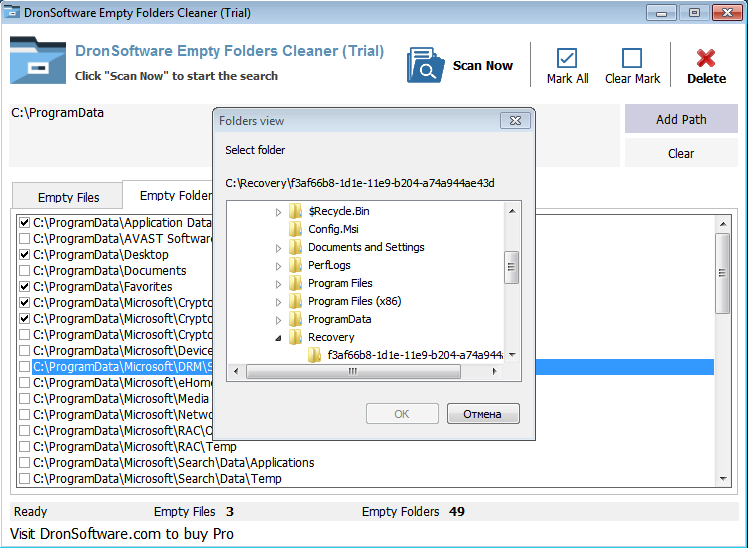 DronSoftware Empty Folders Cleaner (Trial)
DronSoftware Empty Folders Cleaner (Trial)
Click "Scan Now" to start the search
Scan Now
Mark All
Clear Mark
Delete
C:\ProgramData
Add Path
Clear
Empty Files
Empty Folder
C:\ProgramData\Application Data
C:\ProgramData\AVAST Software
C:\ProgramData\Desktop
C:\ProgramData\Documents
C:\ProgramData\Favorites
C:\ProgramData\Microsoft\Crypto
C:\ProgramData\Microsoft\Crypto
C:\ProgramData\Microsoft\Crypto
C:\ProgramData\Microsoft\Device
C:\ProgramData\Microsoft\DRM\S
C:\ProgramData\Microsoft\eHome
C:\ProgramData\Microsoft\Media
C:\ProgramData\Microsoft\Netwo
C:\ProgramData\Microsoft\RAC\O
C:\ProgramData\Microsoft\RAC\Temp
C:\ProgramData\Microsoft\Search\Data\Applications
C:\ProgramData\Microsoft\Search\Data\Temp
Folders view
Select folder
C:\Recovery\f3af66b8-1d1e-11e9-b204-a74a944ae43d
$Recycle.Bin
Config.Msi
Documents and Settings
PerfLogs
Program Files
Program Files (x86)
ProgramData
Recovery
f3af66b8-1d1e-11e9-b204-a74a944a
OK
Отмена
Ready
Empty Files 3
Empty Folders 49
Visit DronSoftware.com to buy Pro